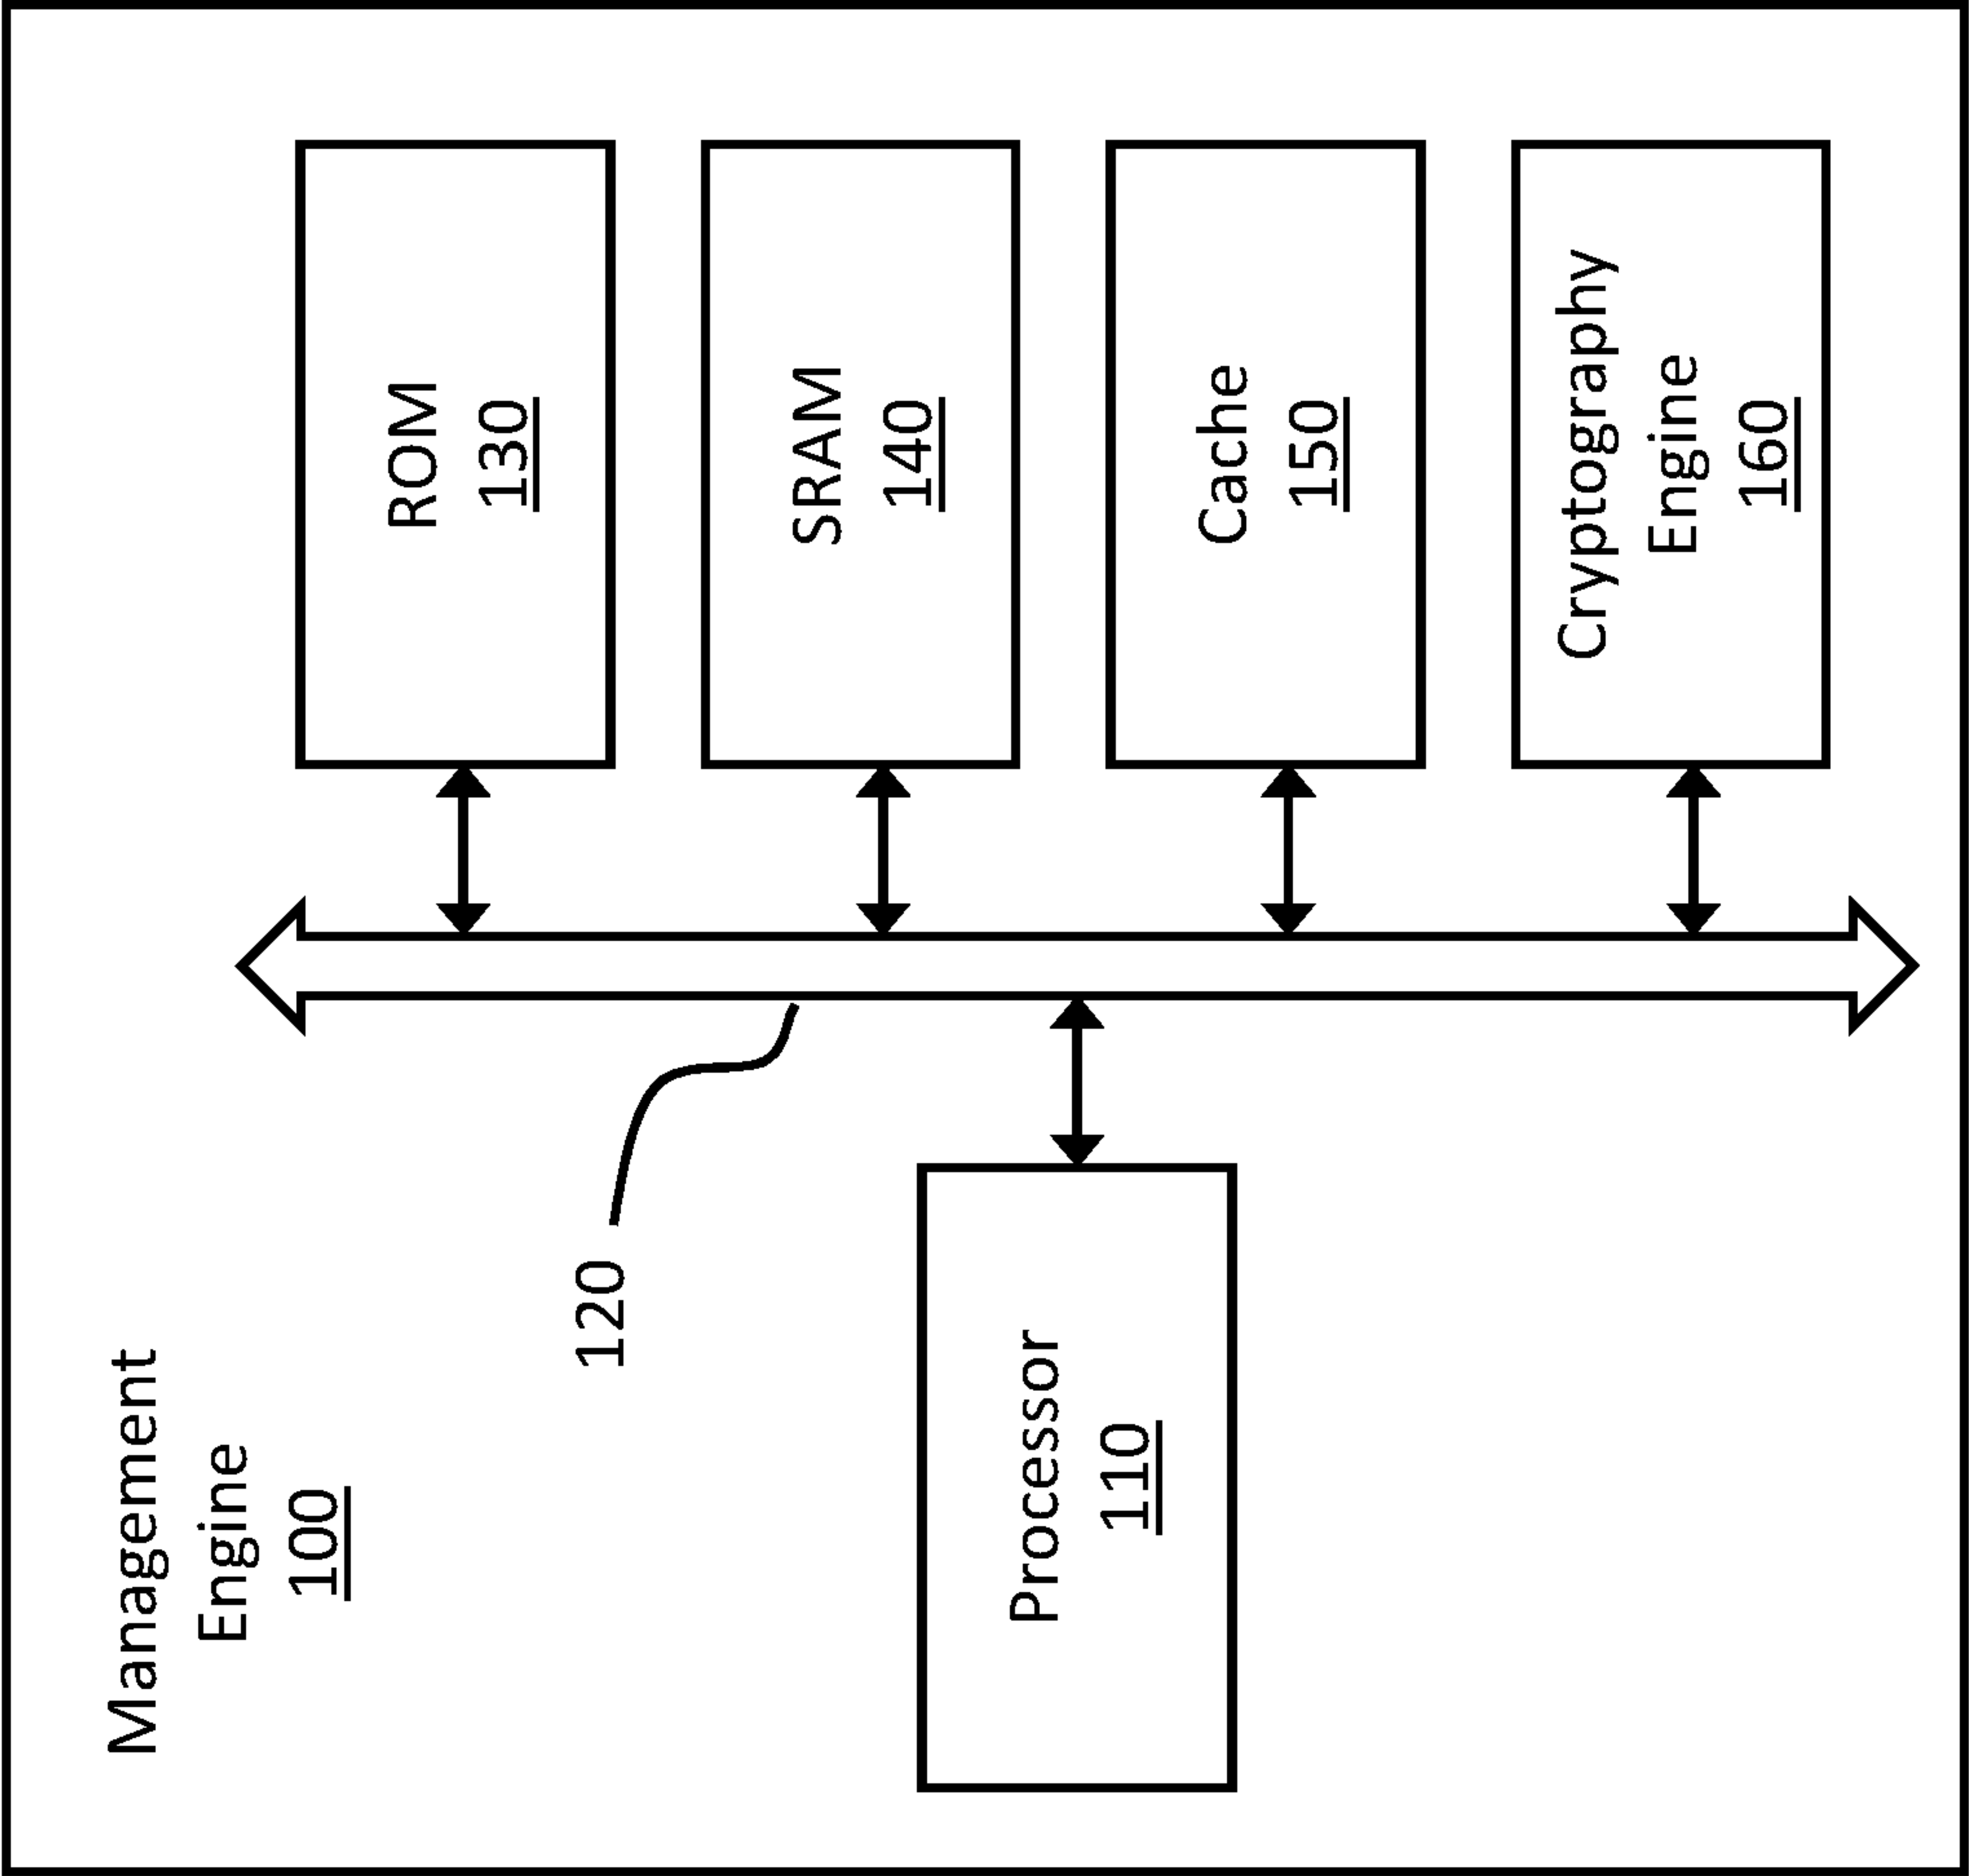 Management
Engine
100
ROM
130
120
SRAM
140
Processor
110
Cache
150
Cryptography
Engine
160